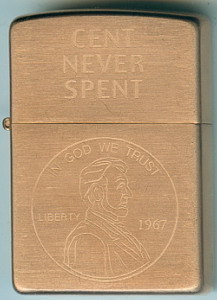 CENT
NEVER
SPENT
IN GOD WE TRUST
LIBERTY
1967